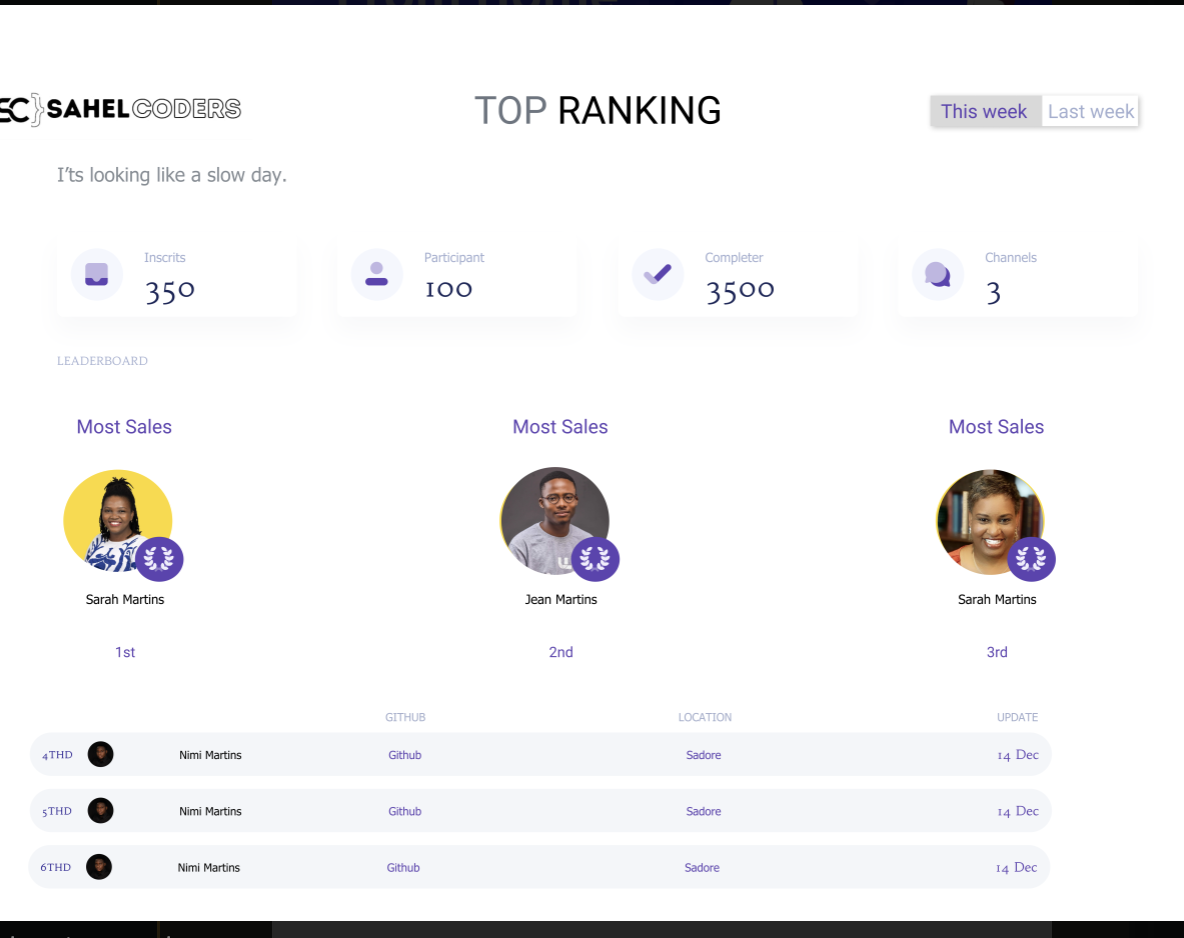 SC} SAHEL CODERS
TOP RANKING
This week Last week
I'ts looking like a slow day.
Inscrits
350
Participant
100
Completer
3500
Channels
3
LEADERBOARD
Most Sales
Most Sales
Most Sales
Sarah Martins
Jean Martins
Sarah Martins
1st
2nd
3rd
GITHUB LOCATION UPDATE
4THD Nimi Martins Github Sadore 14 Dec
5THD Nimi Martins Github Sadore 14 Dec
6THD Nimi Martins Github Sadore 14 Dec